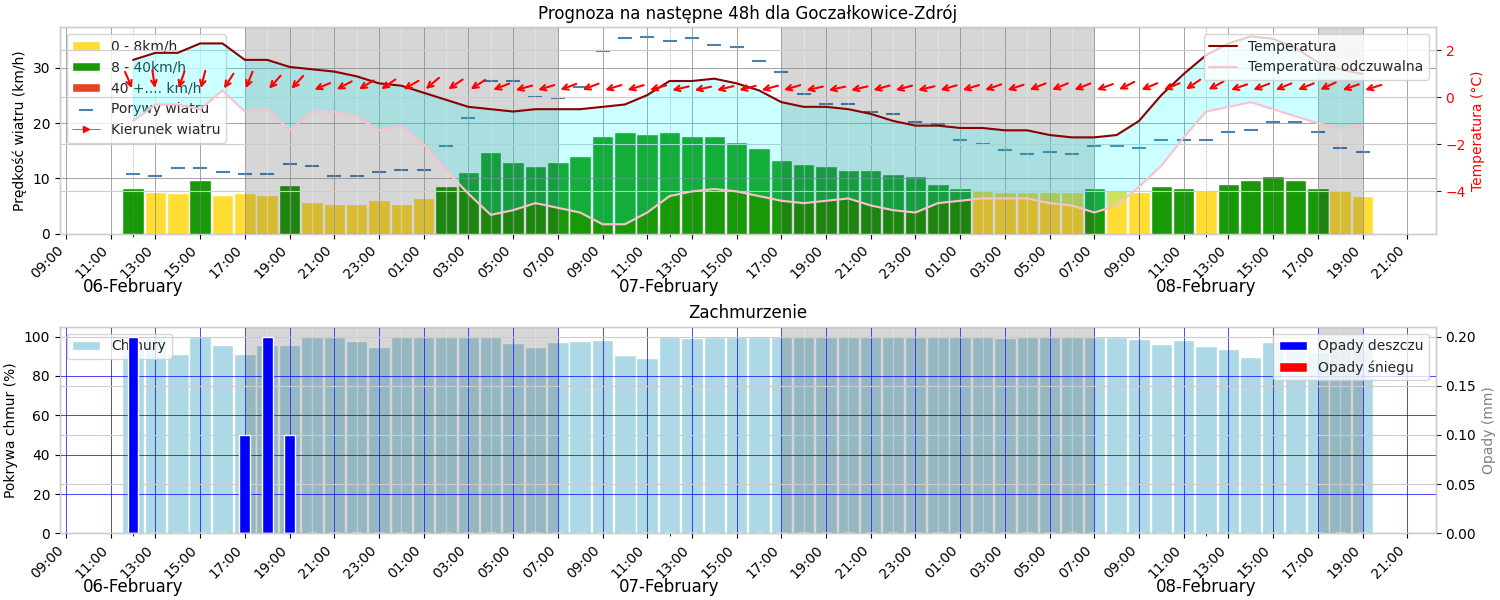 Prognoza na następne 48h dla Goczałkowice-Zdrój
Prędkość wiatru (km/h)
30
20
10
0
0 - 8km/h
8 - 40km/h
40 +.... km/h
Porywy wiatru
Kierunek wiatru
Temperatura
Temperatura odczuwalna
2
0
−2
−4
Temperatura (°C)
09:00 11:00 13:00 15:00 17:00 19:00 21:00 23:00 01:00 03:00 05:00 07:00 09:00 11:00 13:00 15:00 17:00 19:00 21:00 23:00 01:00 03:00 05:00 07:00 09:00 11:00 13:00 15:00 17:00 19:00 21:00
06-February 07-February 08-February
Zachmurzenie
Pokrywa chmur (%)
100
80
60
40
20
0
Chmury
Opady deszczu
Opady śniegu
0.20
0.15
0.10
0.05
0.00
Opady (mm)
09:00 11:00 13:00 15:00 17:00 19:00 21:00 23:00 01:00 03:00 05:00 07:00 09:00 11:00 13:00 15:00 17:00 19:00 21:00 23:00 01:00 03:00 05:00 07:00 09:00 11:00 13:00 15:00 17:00 19:00 21:00
06-February 07-February 08-February